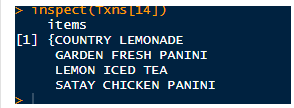 > inspect(fxns[14])
items
[1] {COUNTRY LEMONADE
GARDEN FRESH PANINI
LEMON ICED TEA
SATAY CHICKEN PANINI
>